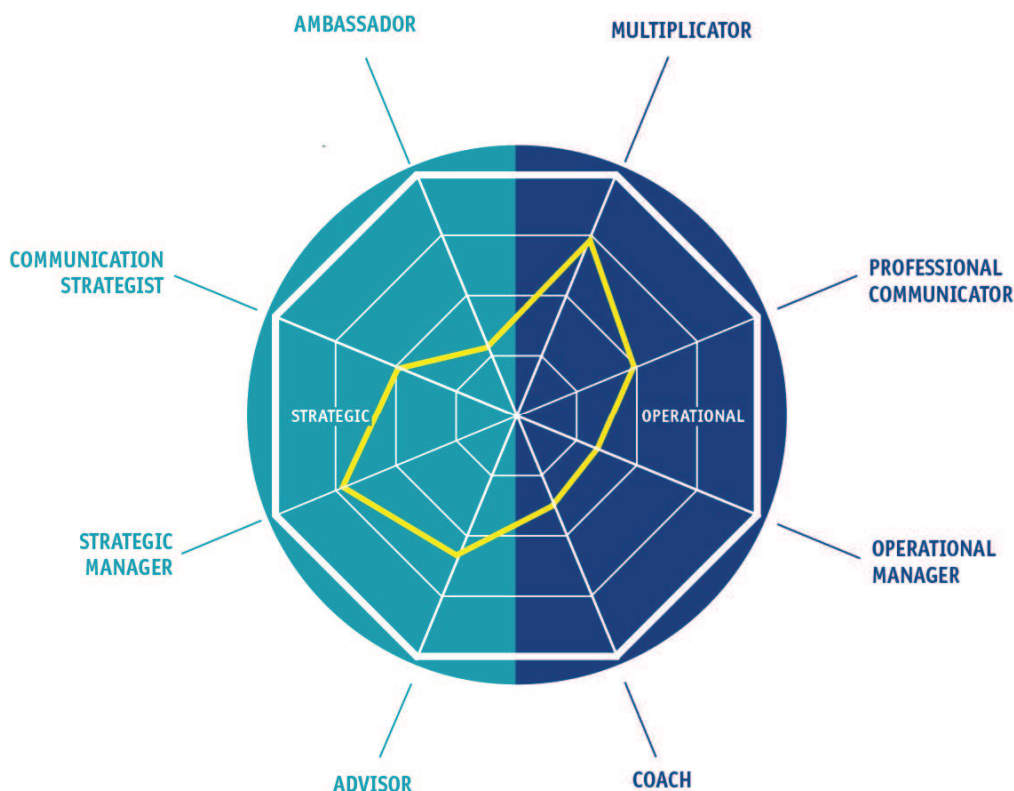 AMBASSADOR
MULTIPLICATOR
COMMUNICATION
STRATEGIST
PROFESSIONAL
COMMUNICATOR
STRATEGIC
OPERATIONAL
STRATEGIC
MANAGER
OPERATIONAL
MANAGER
ADVISOR
COACH